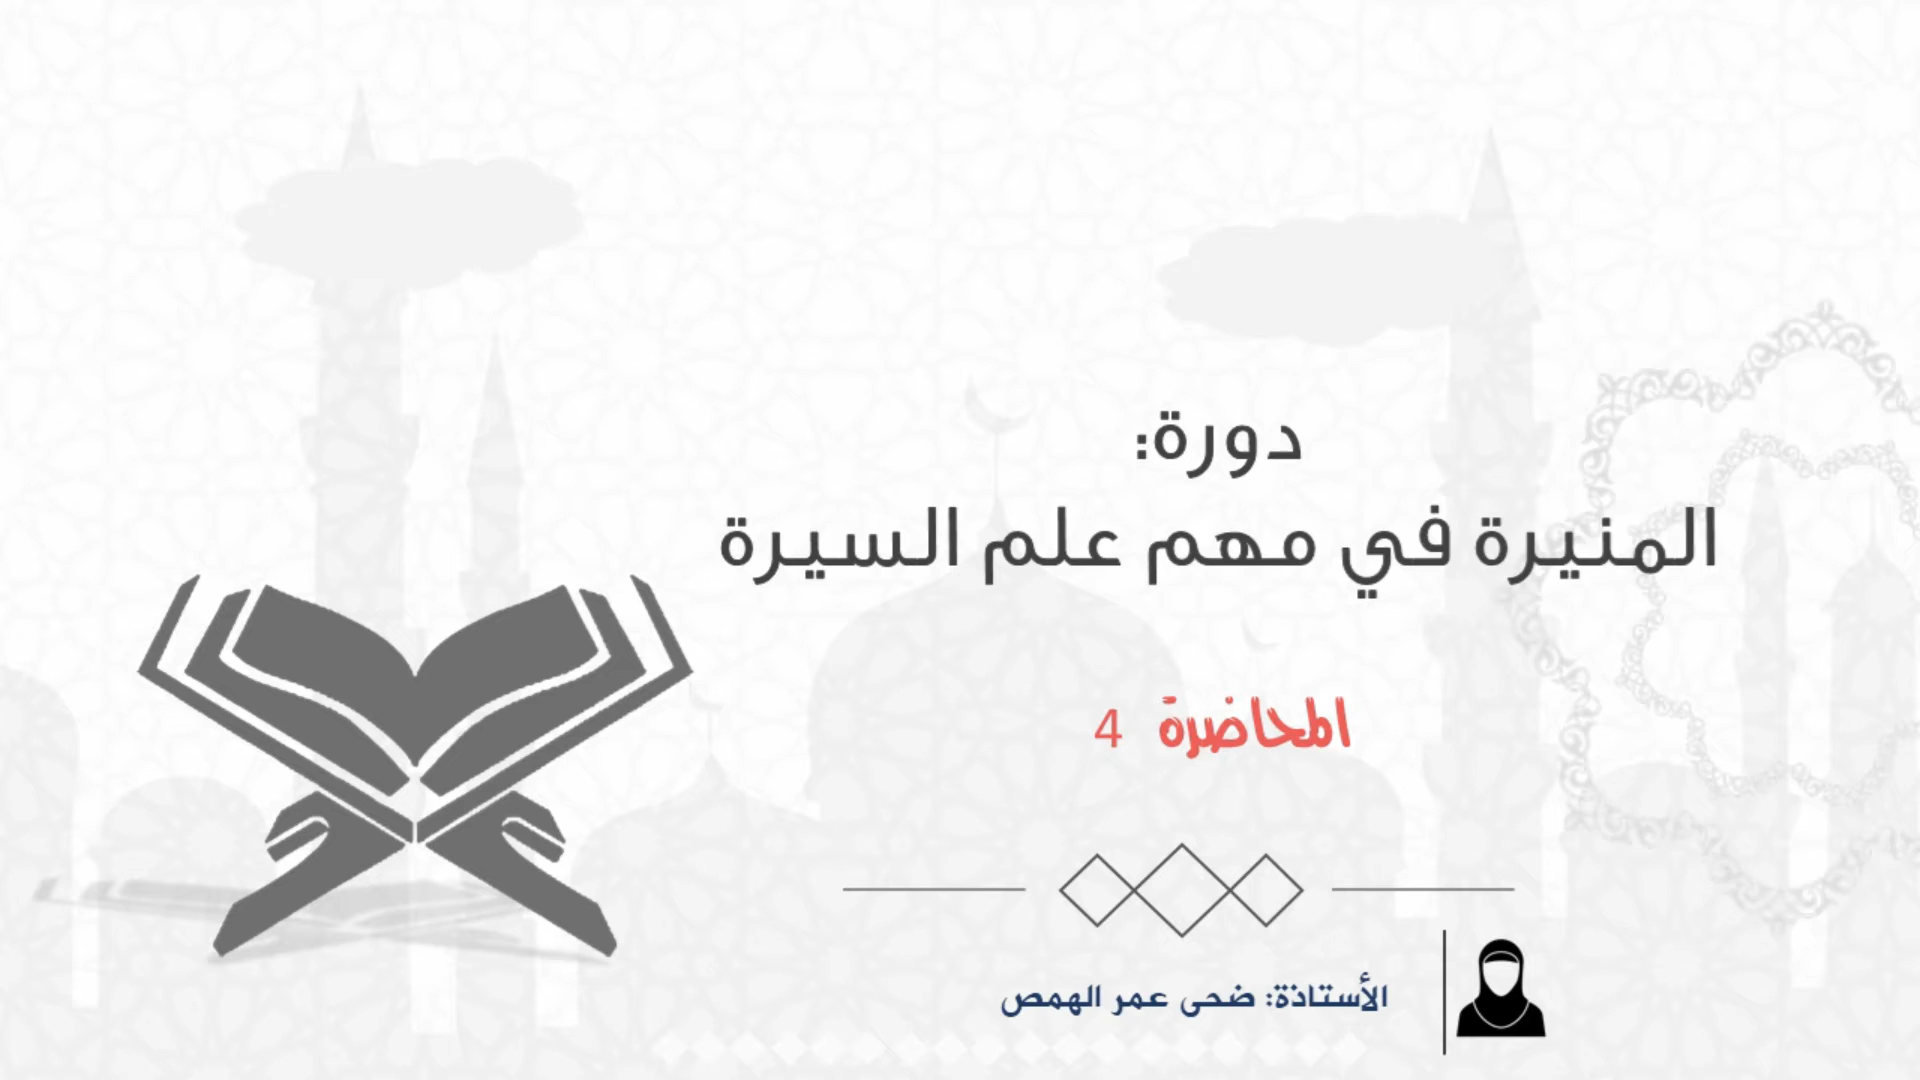 دورة:
المنيرة في مهم علم السيرة
المحاضرة 4
الأستاذة: ضحى عمر الهمص